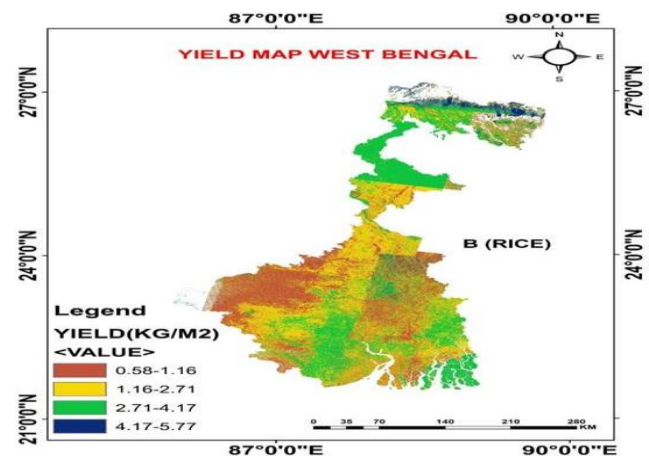 87°0'0"E 90°0'0"E
YIELD MAP WEST BENGAL
N
W E
S
27°0'0"N 27°0'0"N
B (RICE)
24°0'0"N 24°0'0"N
Legend
YIELD(KG/M2)
<VALUE>
0.58-1.16
1.16-2.71
2.71-4.17
4.17-5.77
0 35 70 140 210 280
KM
21°0'0"N 21°0'0"N
87°0'0"E 90°0'0"E